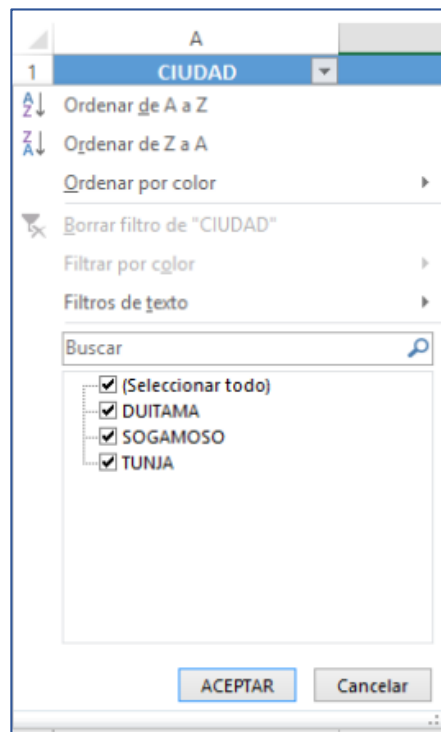 A
1 CIUDAD
Ordenar de A a Z
Ordenar de Z a A
Ordenar por color
Borrar filtro de "CIUDAD"
Filtrar por color
Filtros de texto
Buscar
(Seleccionar todo)
DUITAMA
SOGAMOSO
TUNJA
ACEPTAR Cancelar